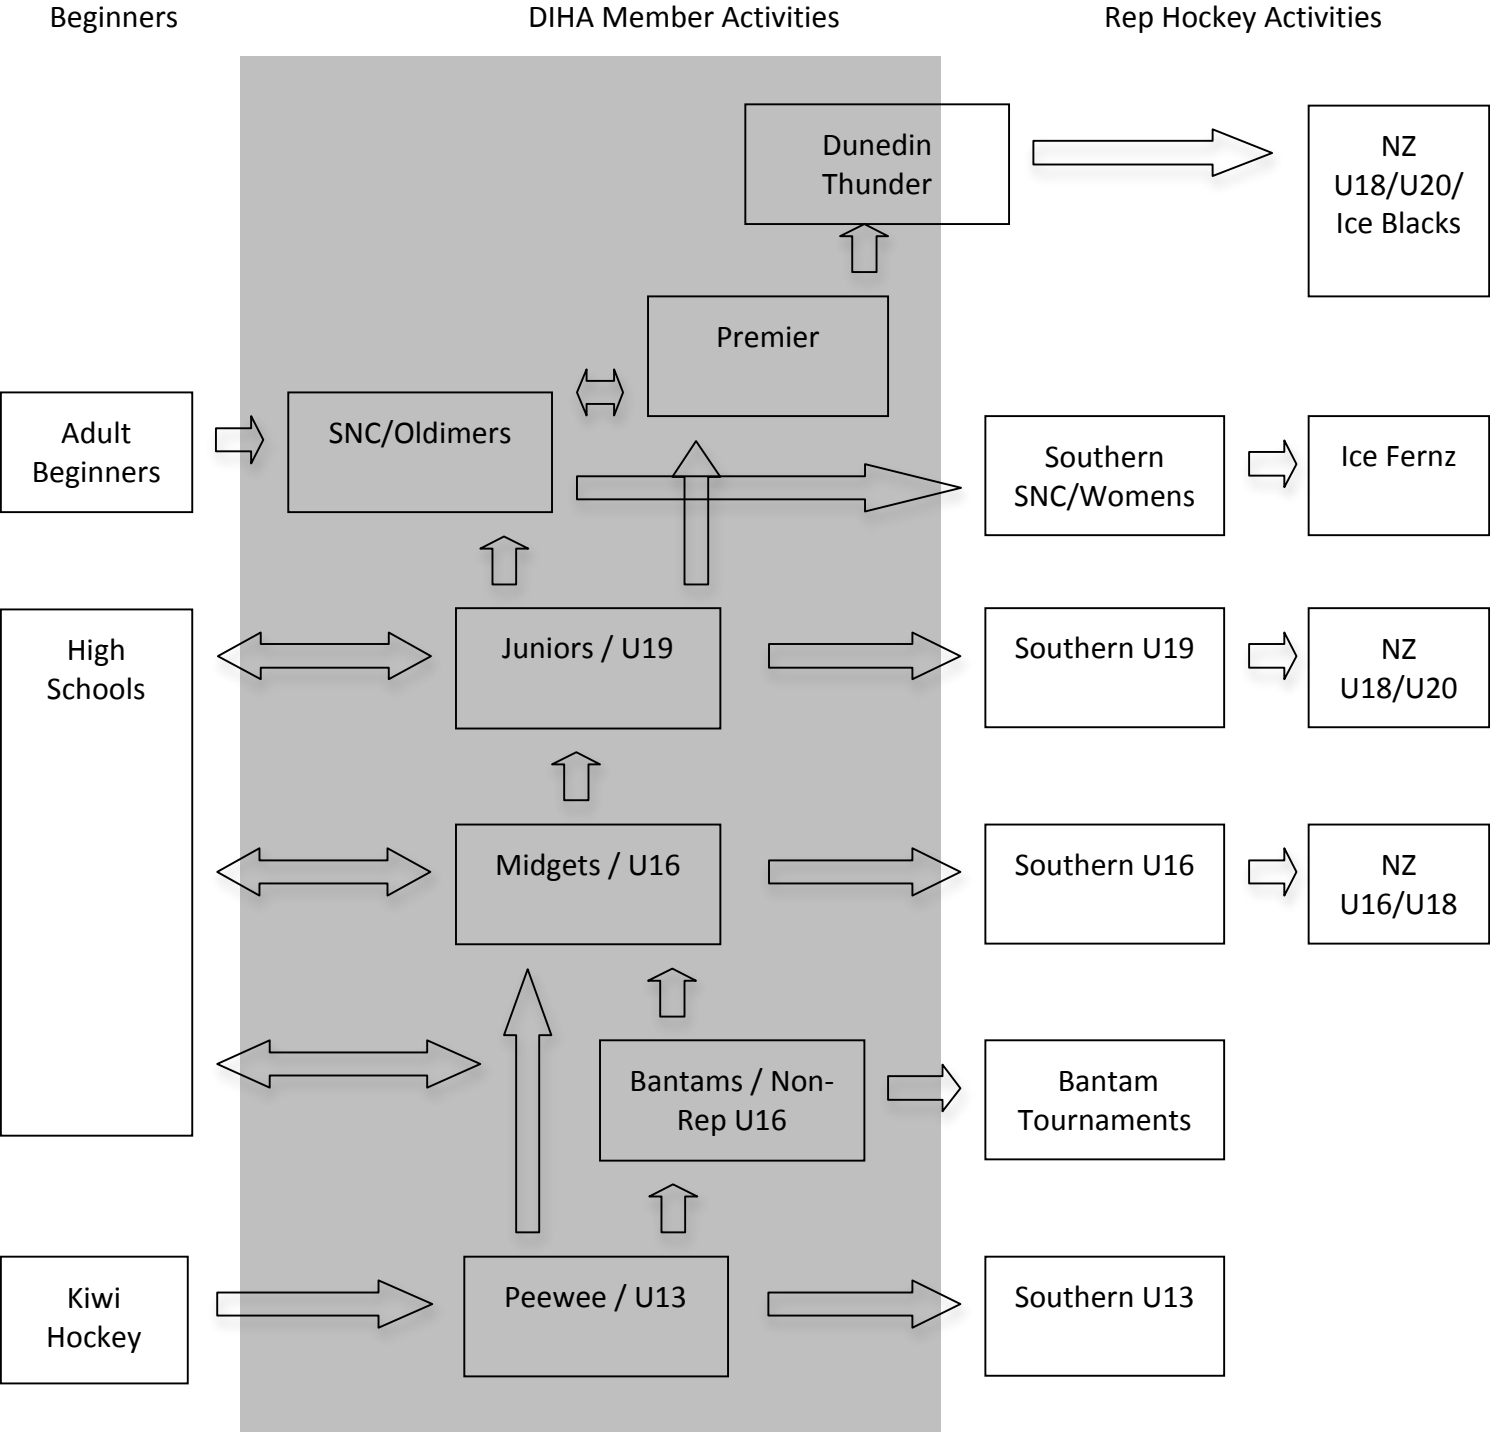 Beginners
DIHA Member Activities
Rep Hockey Activities
Dunedin
Thunder
NZ
U18/U20/
Ice Blacks
Premier
Adult
Beginners
SNC/Oldimers
Southern
SNC/Womens
Ice Fernz
High
Schools
Juniors / U19
Southern U19
NZ
U18/U20
Midgets / U16
Southern U16
NZ
U16/U18
Bantams / Non-
Rep U16
Bantam
Tournaments
Kiwi
Hockey
Peewee / U13
Southern U13